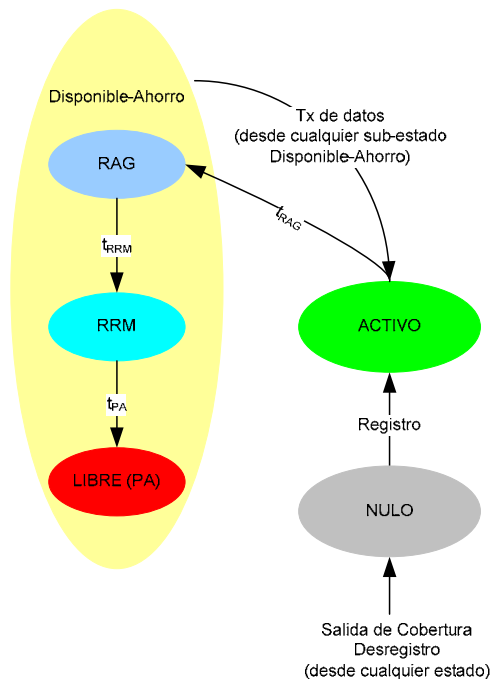 Disponible-Ahorro
Tx de datos
(desde cualquier sub-estado
Disponible-Ahorro)
RAG
tRAG
tRRM
RRM
ACTIVO
tPA
Registro
LIBRE (PA)
NULO
Salida de Cobertura
Desregistro
(desde cualquier estado)